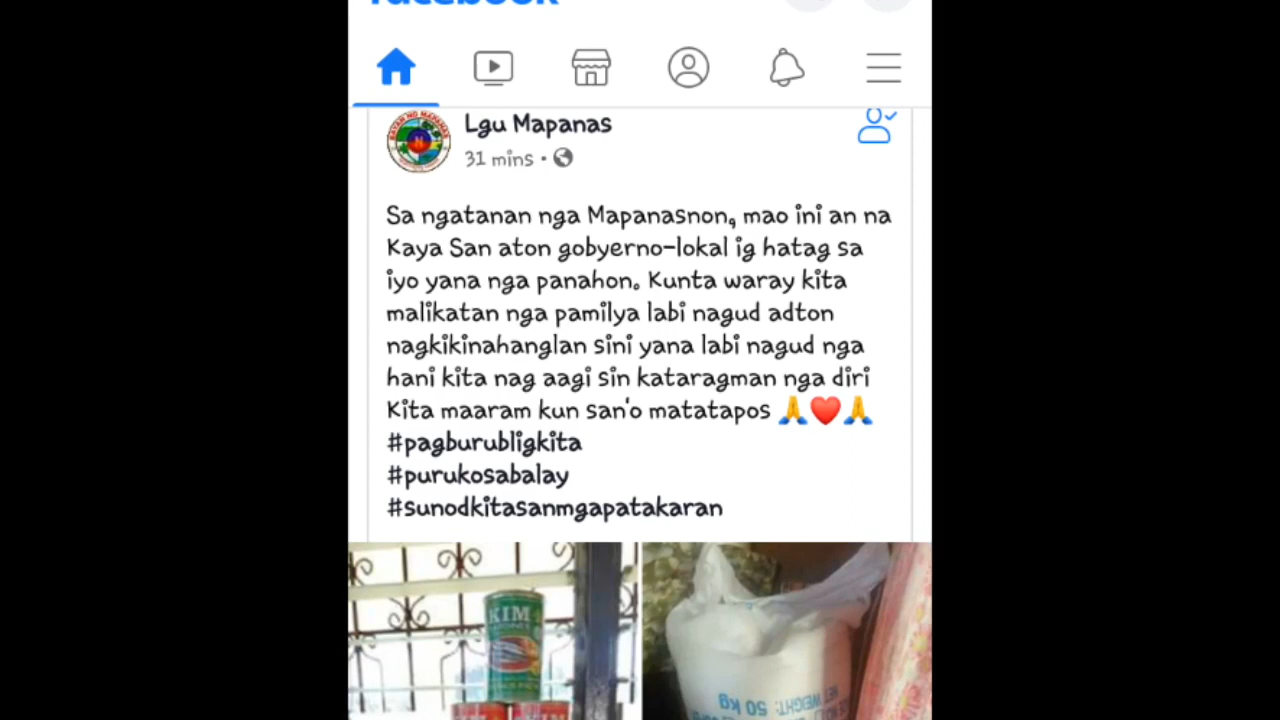 facebook
Lgu Mapanas
31 mins •
Sa ngatanan nga Mapanasnon, mao ini an na
Kaya San aton gobyerno-lokal ig hatag sa
iyo yana nga panahon. Kunta waray kita
malikatan nga pamilya labi nagud adton
nagkikinahanglan sini yana labi nagud nga
hani kita nag aagi sin kataragman nga diri
Kita maaram kun san'o matatapos 🙏♥️🙏
#pagburubligkita
#purukosabalay
#sunodkitasanmgapatakaran
KIM
NET WEIGHT: 50 kg